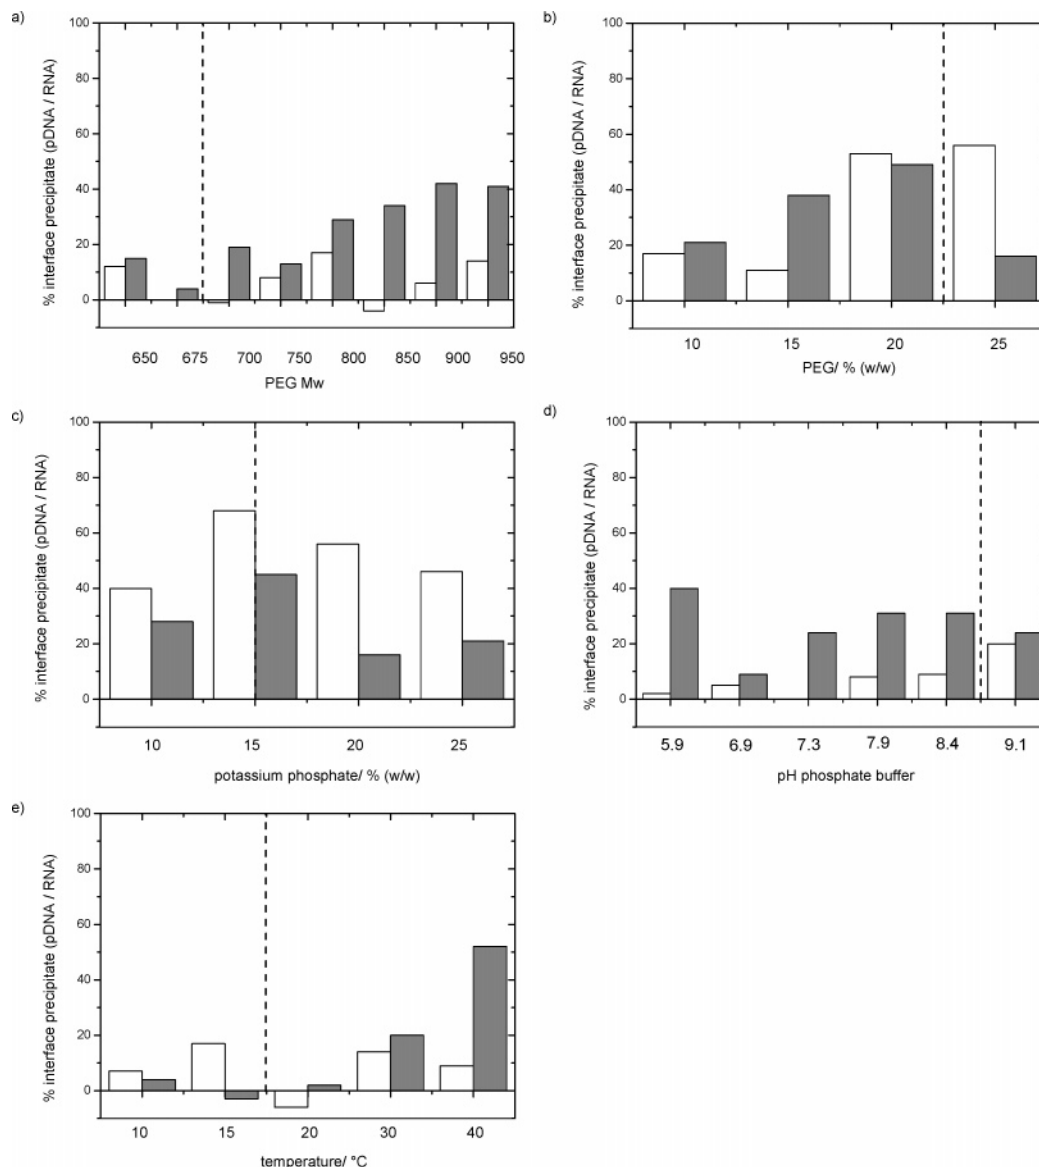 a)
% interface precipitate (pDNA / RNA)
100
80
60
40
20
0
650 675 700 750 800 850 900 950
PEG Mw
b)
% interface precipitate (pDNA / RNA)
100
80
60
40
20
0
10 15 20 25
PEG/ % (w/w)
c)
% interface precipitate (pDNA / RNA)
100
80
60
40
20
0
10 15 20 25
potassium phosphate/ % (w/w)
d)
% interface precipitate (pDNA / RNA)
100
80
60
40
20
0
5.9 6.9 7.3 7.9 8.4 9.1
pH phosphate buffer
e)
% interface precipitate (pDNA / RNA)
100
80
60
40
20
0
10 15 20 30 40
temperature/ °C